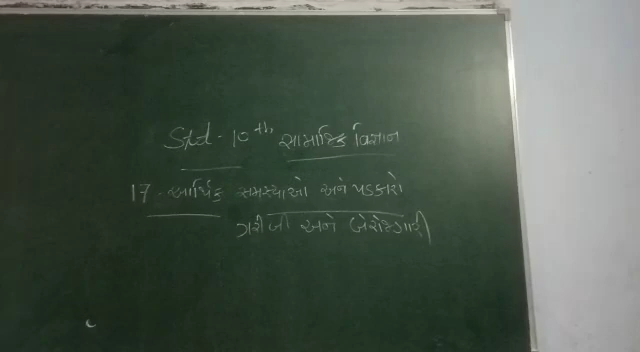 Std - 10th સામાજિક વિજ્ઞાન
17 - આર્થિક સમસ્યાઓ અને પડકારો
ગરીબી અને બેરોજગારી